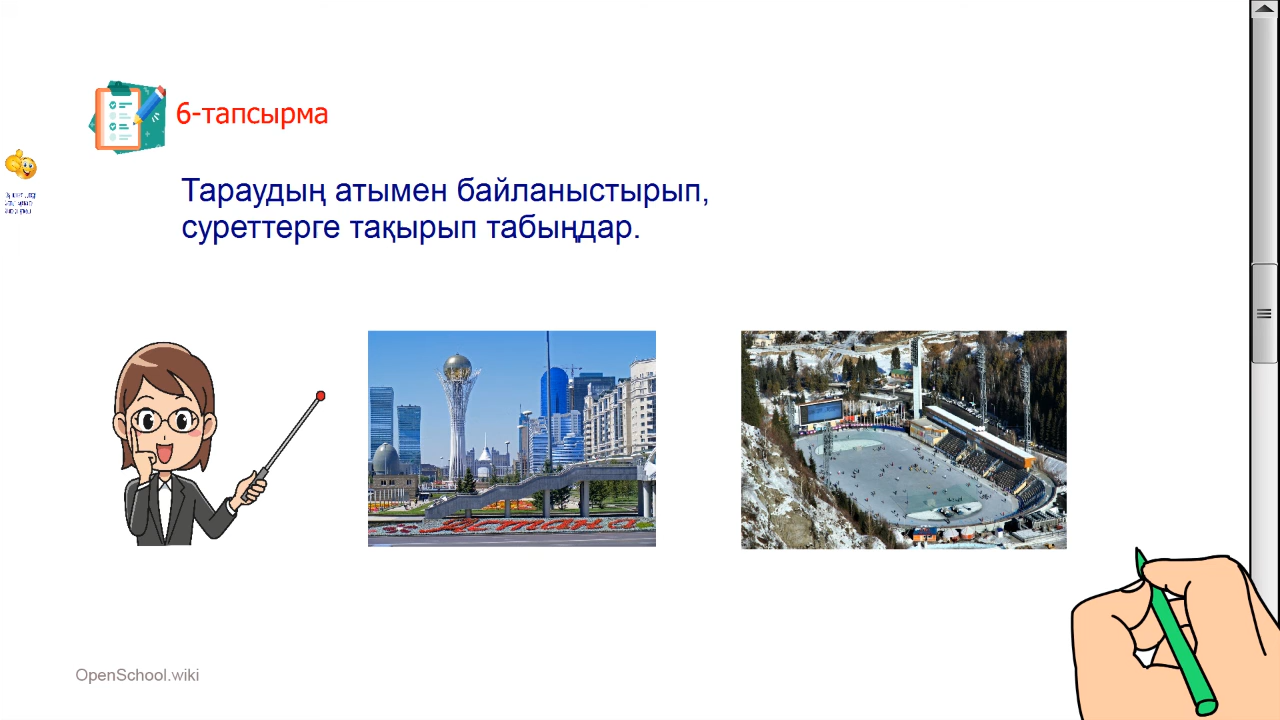 6-тапсырма
Тараудың атымен байланыстырып,
суреттерге тақырып табыңдар.
Астана
OpenSchool.wiki